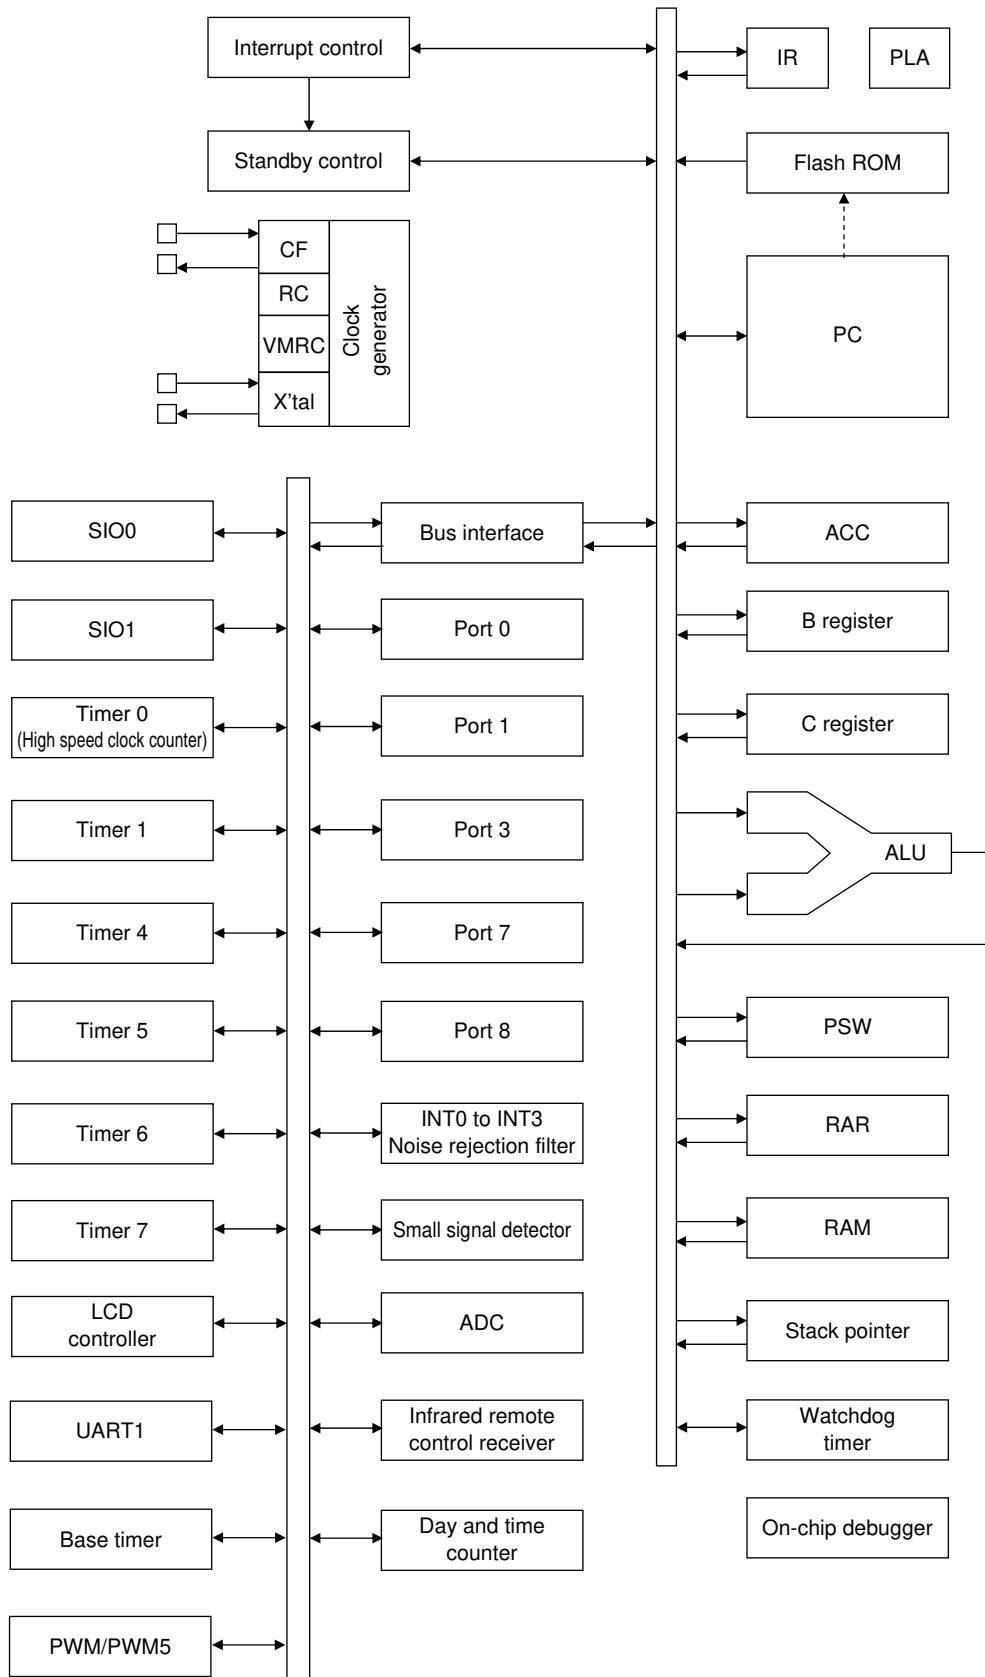 Interrupt control
IR
PLA
Standby control
Flash ROM
CF
RC
VMRC
X'tal
Clock
generator
PC
SIO0
Bus interface
ACC
SIO1
Port 0
B register
Timer 0
(High speed clock counter)
Port 1
C register
Timer 1
Port 3
ALU
Timer 4
Port 7
Timer 5
Port 8
PSW
Timer 6
INT0 to INT3
Noise rejection filter
RAR
Timer 7
Small signal detector
RAM
LCD
controller
ADC
Stack pointer
UART1
Infrared remote
control receiver
Watchdog
timer
Base timer
Day and time
counter
On-chip debugger
PWM/PWM5